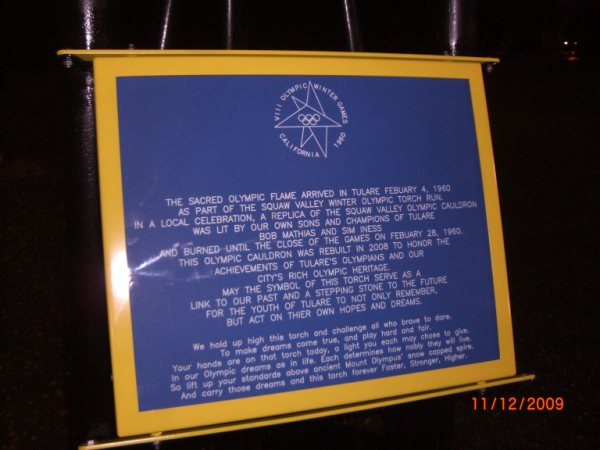 VIII OLYMPIC WINTER GAMES
CALIFORNIA 1960
THE SACRED OLYMPIC FLAME ARRIVED IN TULARE FEBUARY 4, 1960
AS PART OF THE SQUAW VALLEY WINTER OLYMPIC TORCH RUN.
IN A LOCAL CELEBRATION, A REPLICA OF THE SQUAW VALLEY OLYMPIC CAULDRON
WAS LIT BY OUR OWN SONS AND CHAMPIONS OF TULARE
BOB MATHIAS AND SIM INESS
AND BURNED UNTIL THE CLOSE OF THE GAMES ON FEBUARY 28, 1960.
THIS OLYMPIC CAULDRON WAS REBUILT IN 2008 TO HONOR THE
ACHIEVEMENTS OF TULARE'S OLYMPIANS AND OUR
CITY'S RICH OLYMPIC HERITAGE.
MAY THE SYMBOL OF THIS TORCH SERVE AS A
LINK TO OUR PAST AND A STEPPING STONE TO THE FUTURE
FOR THE YOUTH OF TULARE TO NOT ONLY REMEMBER,
BUT ACT ON THIER OWN HOPES AND DREAMS.
We hold up high this torch and challenge all who brave to dare.
To make dreams come true, and play hard and fair.
Your hands are on that torch today, a light you each may chose to give.
In our Olympic dreams as in life. Each determines how nobly they will live.
So lift up your standards above ancient Mount Olympus' snow capped spire.
And carry those dreams and this torch forever Faster, Stronger, Higher.
11/12/2009